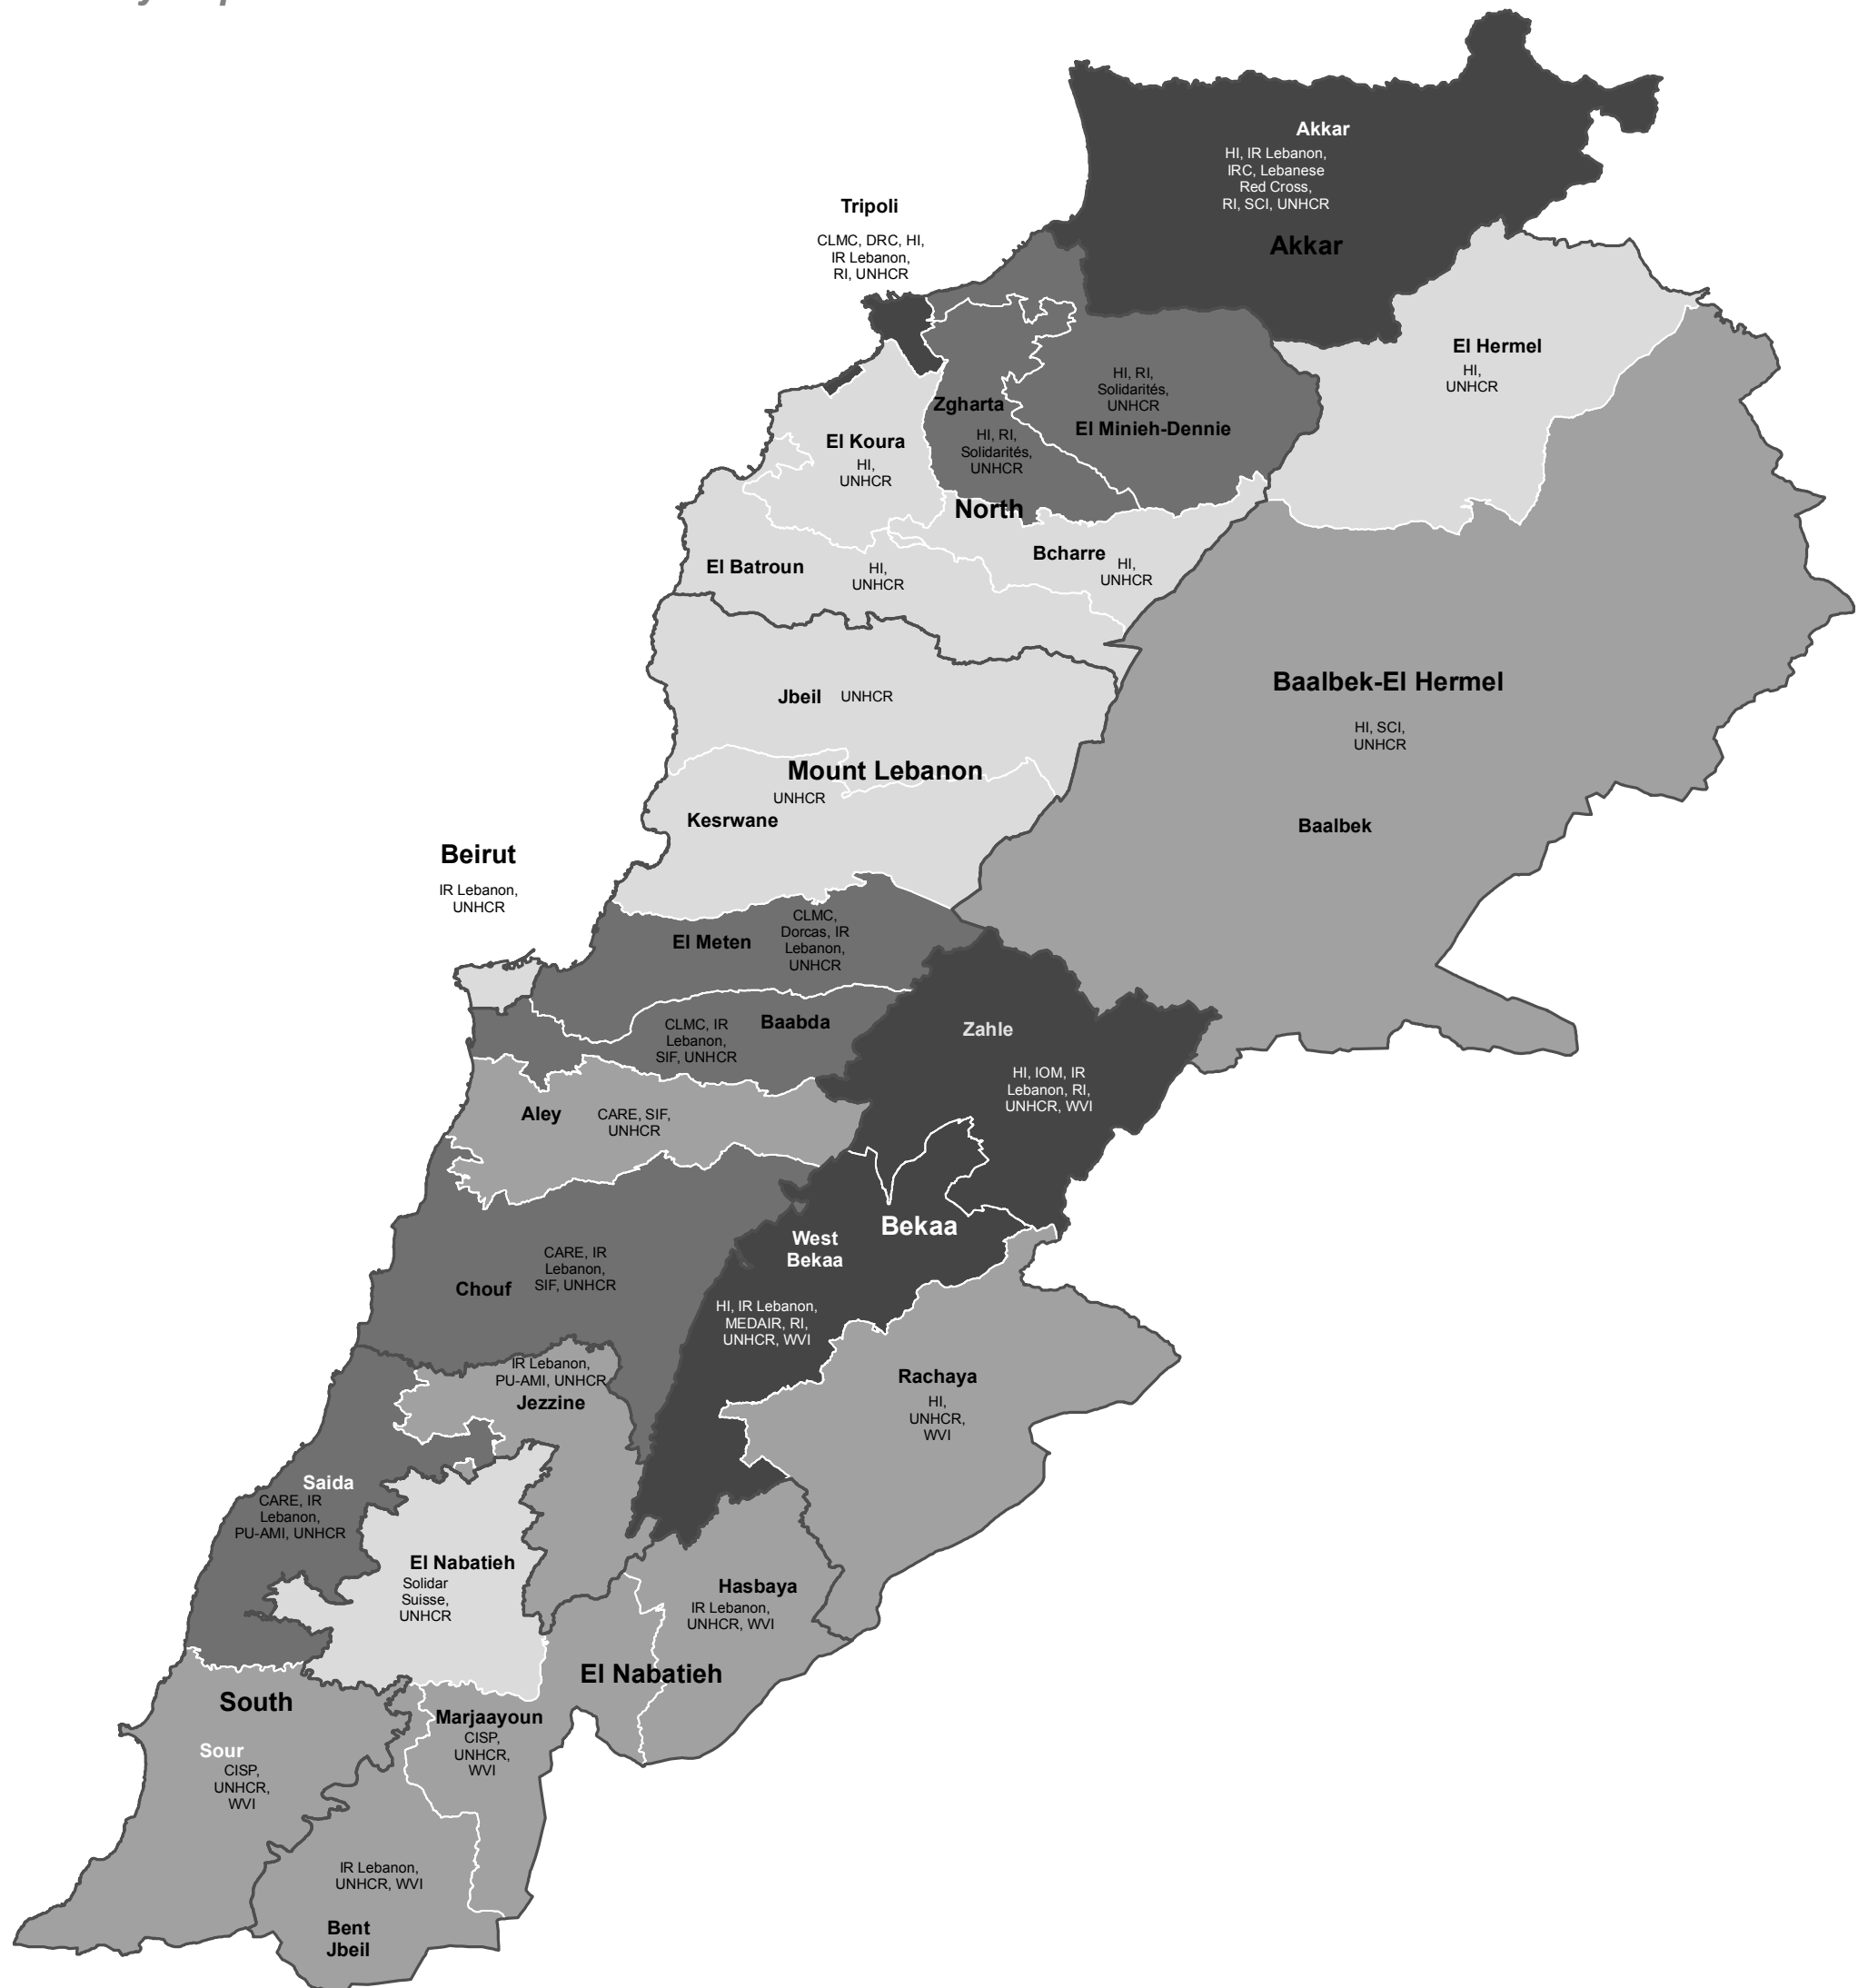 Akkar
HI, IR Lebanon,
IRC, Lebanese
Red Cross,
RI, SCI, UNHCR
Akkar
Tripoli
CLMC, DRC, HI,
IR Lebanon,
RI, UNHCR
El Hermel
HI,
UNHCR
HI, RI,
Solidarités,
UNHCR
El Minieh-Dennie
Zgharta
HI, RI,
Solidarités,
UNHCR
El Koura
HI,
UNHCR
North
Bcharre
HI,
UNHCR
El Batroun
HI,
UNHCR
Baalbek-El Hermel
HI, SCI,
UNHCR
Baalbek
Jbeil
UNHCR
Mount Lebanon
UNHCR
Kesrwane
Beirut
IR Lebanon,
UNHCR
El Meten
CLMC,
Dorcas, IR
Lebanon,
UNHCR
Baabda
CLMC, IR
Lebanon,
SIF, UNHCR
Zahle
HI, IOM, IR
Lebanon, RI,
UNHCR, WVI
Aley
CARE, SIF,
UNHCR
Bekaa
West
Bekaa
HI, IR Lebanon,
MEDAIR, RI,
UNHCR, WVI
Chouf
CARE, IR
Lebanon,
SIF, UNHCR
IR Lebanon,
PU-AMI, UNHCR
Jezzine
Rachaya
HI,
UNHCR,
WVI
Saida
CARE, IR
Lebanon,
PU-AMI, UNHCR
El Nabatieh
Solidar
Suisse,
UNHCR
Hasbaya
IR Lebanon,
UNHCR, WVI
El Nabatieh
South
Marjaayoun
CISP,
UNHCR,
WVI
Sour
CISP,
UNHCR,
WVI
IR Lebanon,
UNHCR, WVI
Bent
Jbeil